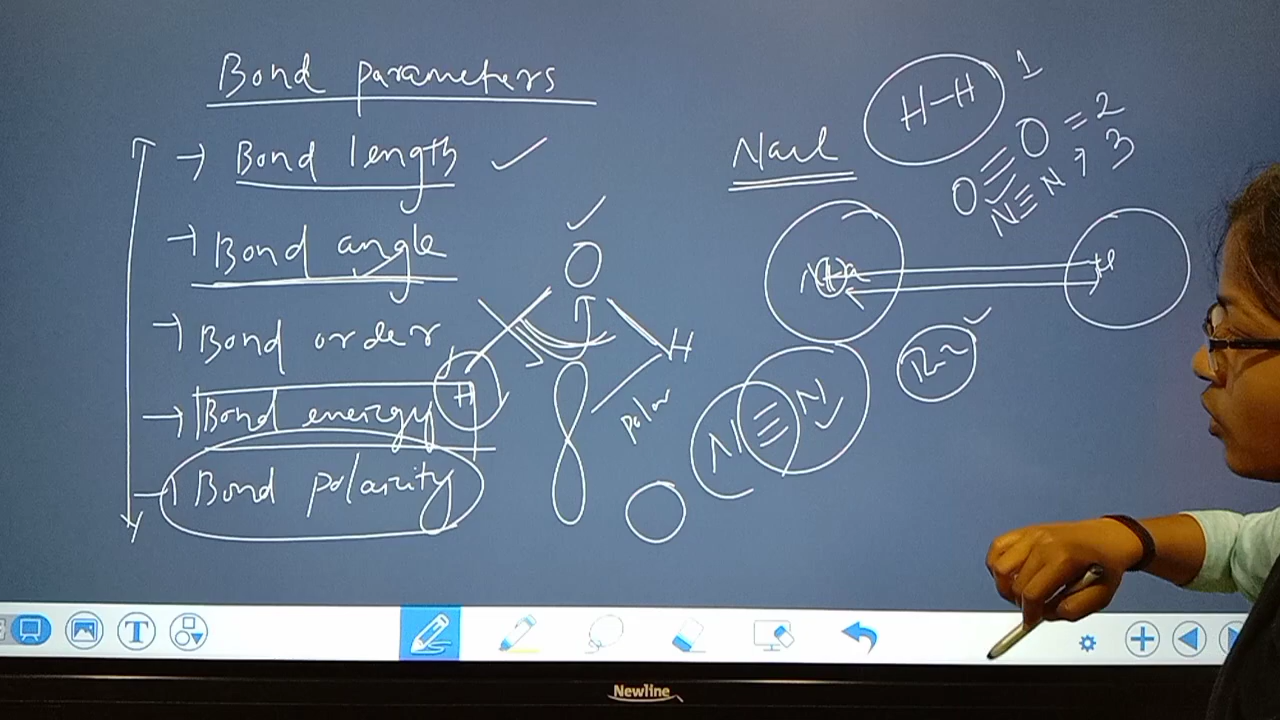 Bond parameters
→ Bond length ✓
→ Bond angle
→ Bond order
→ Bond energy
→ Bond polarity
O
H
H
polar
NaCl
H-H 1
O
O
= 2
N≡N → 3
N≡N
T
Newline